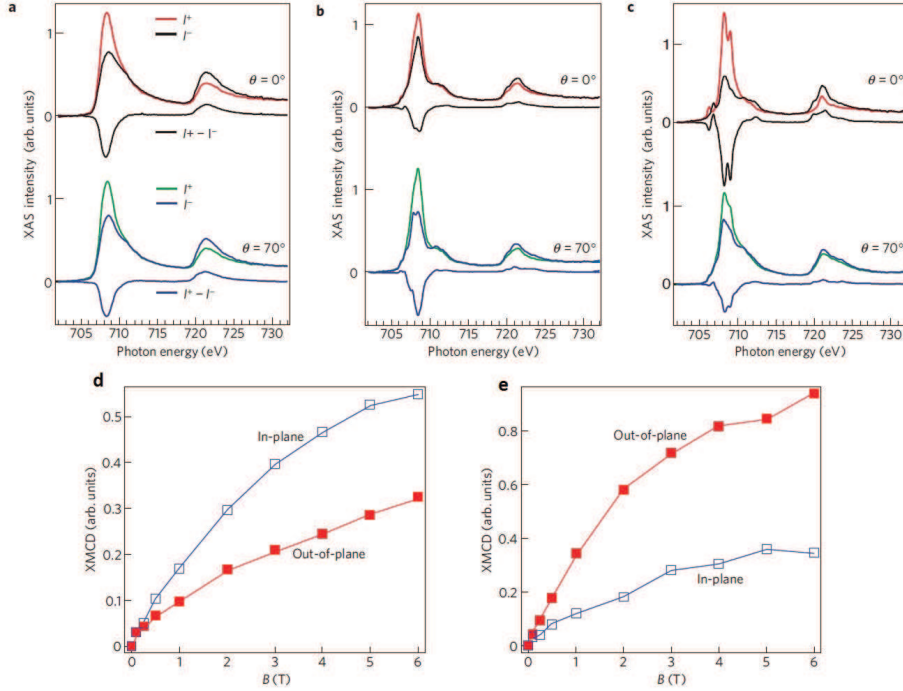 a
b
c
I+
I−
θ = 0°
I+ − I−
I+
I−
θ = 70°
I+ − I−
XAS intensity (arb. units)
1
0
1
0
705 710 715 720 725 730
Photon energy (eV)
I+
I−
θ = 0°
θ = 70°
XAS intensity (arb. units)
1
0
1
0
705 710 715 720 725 730
Photon energy (eV)
θ = 0°
θ = 70°
XAS intensity (arb. units)
1
0
1
0
705 710 715 720 725 730
Photon energy (eV)
d
e
XMCD (arb. units)
0.5
0.4
0.3
0.2
0.1
0
In-plane
Out-of-plane
0 1 2 3 4 5 6
B (T)
XMCD (arb. units)
0.8
0.6
0.4
0.2
0
Out-of-plane
In-plane
0 1 2 3 4 5 6
B (T)